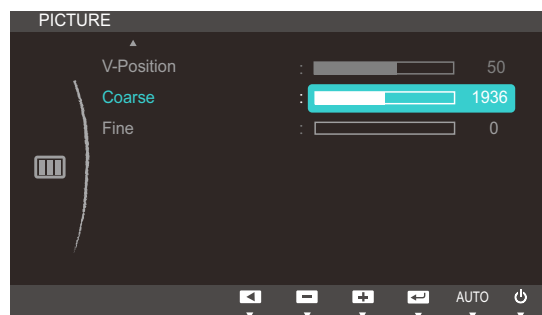 PICTURE
V-Position : 50
Coarse : 1936
Fine : 0
AUTO